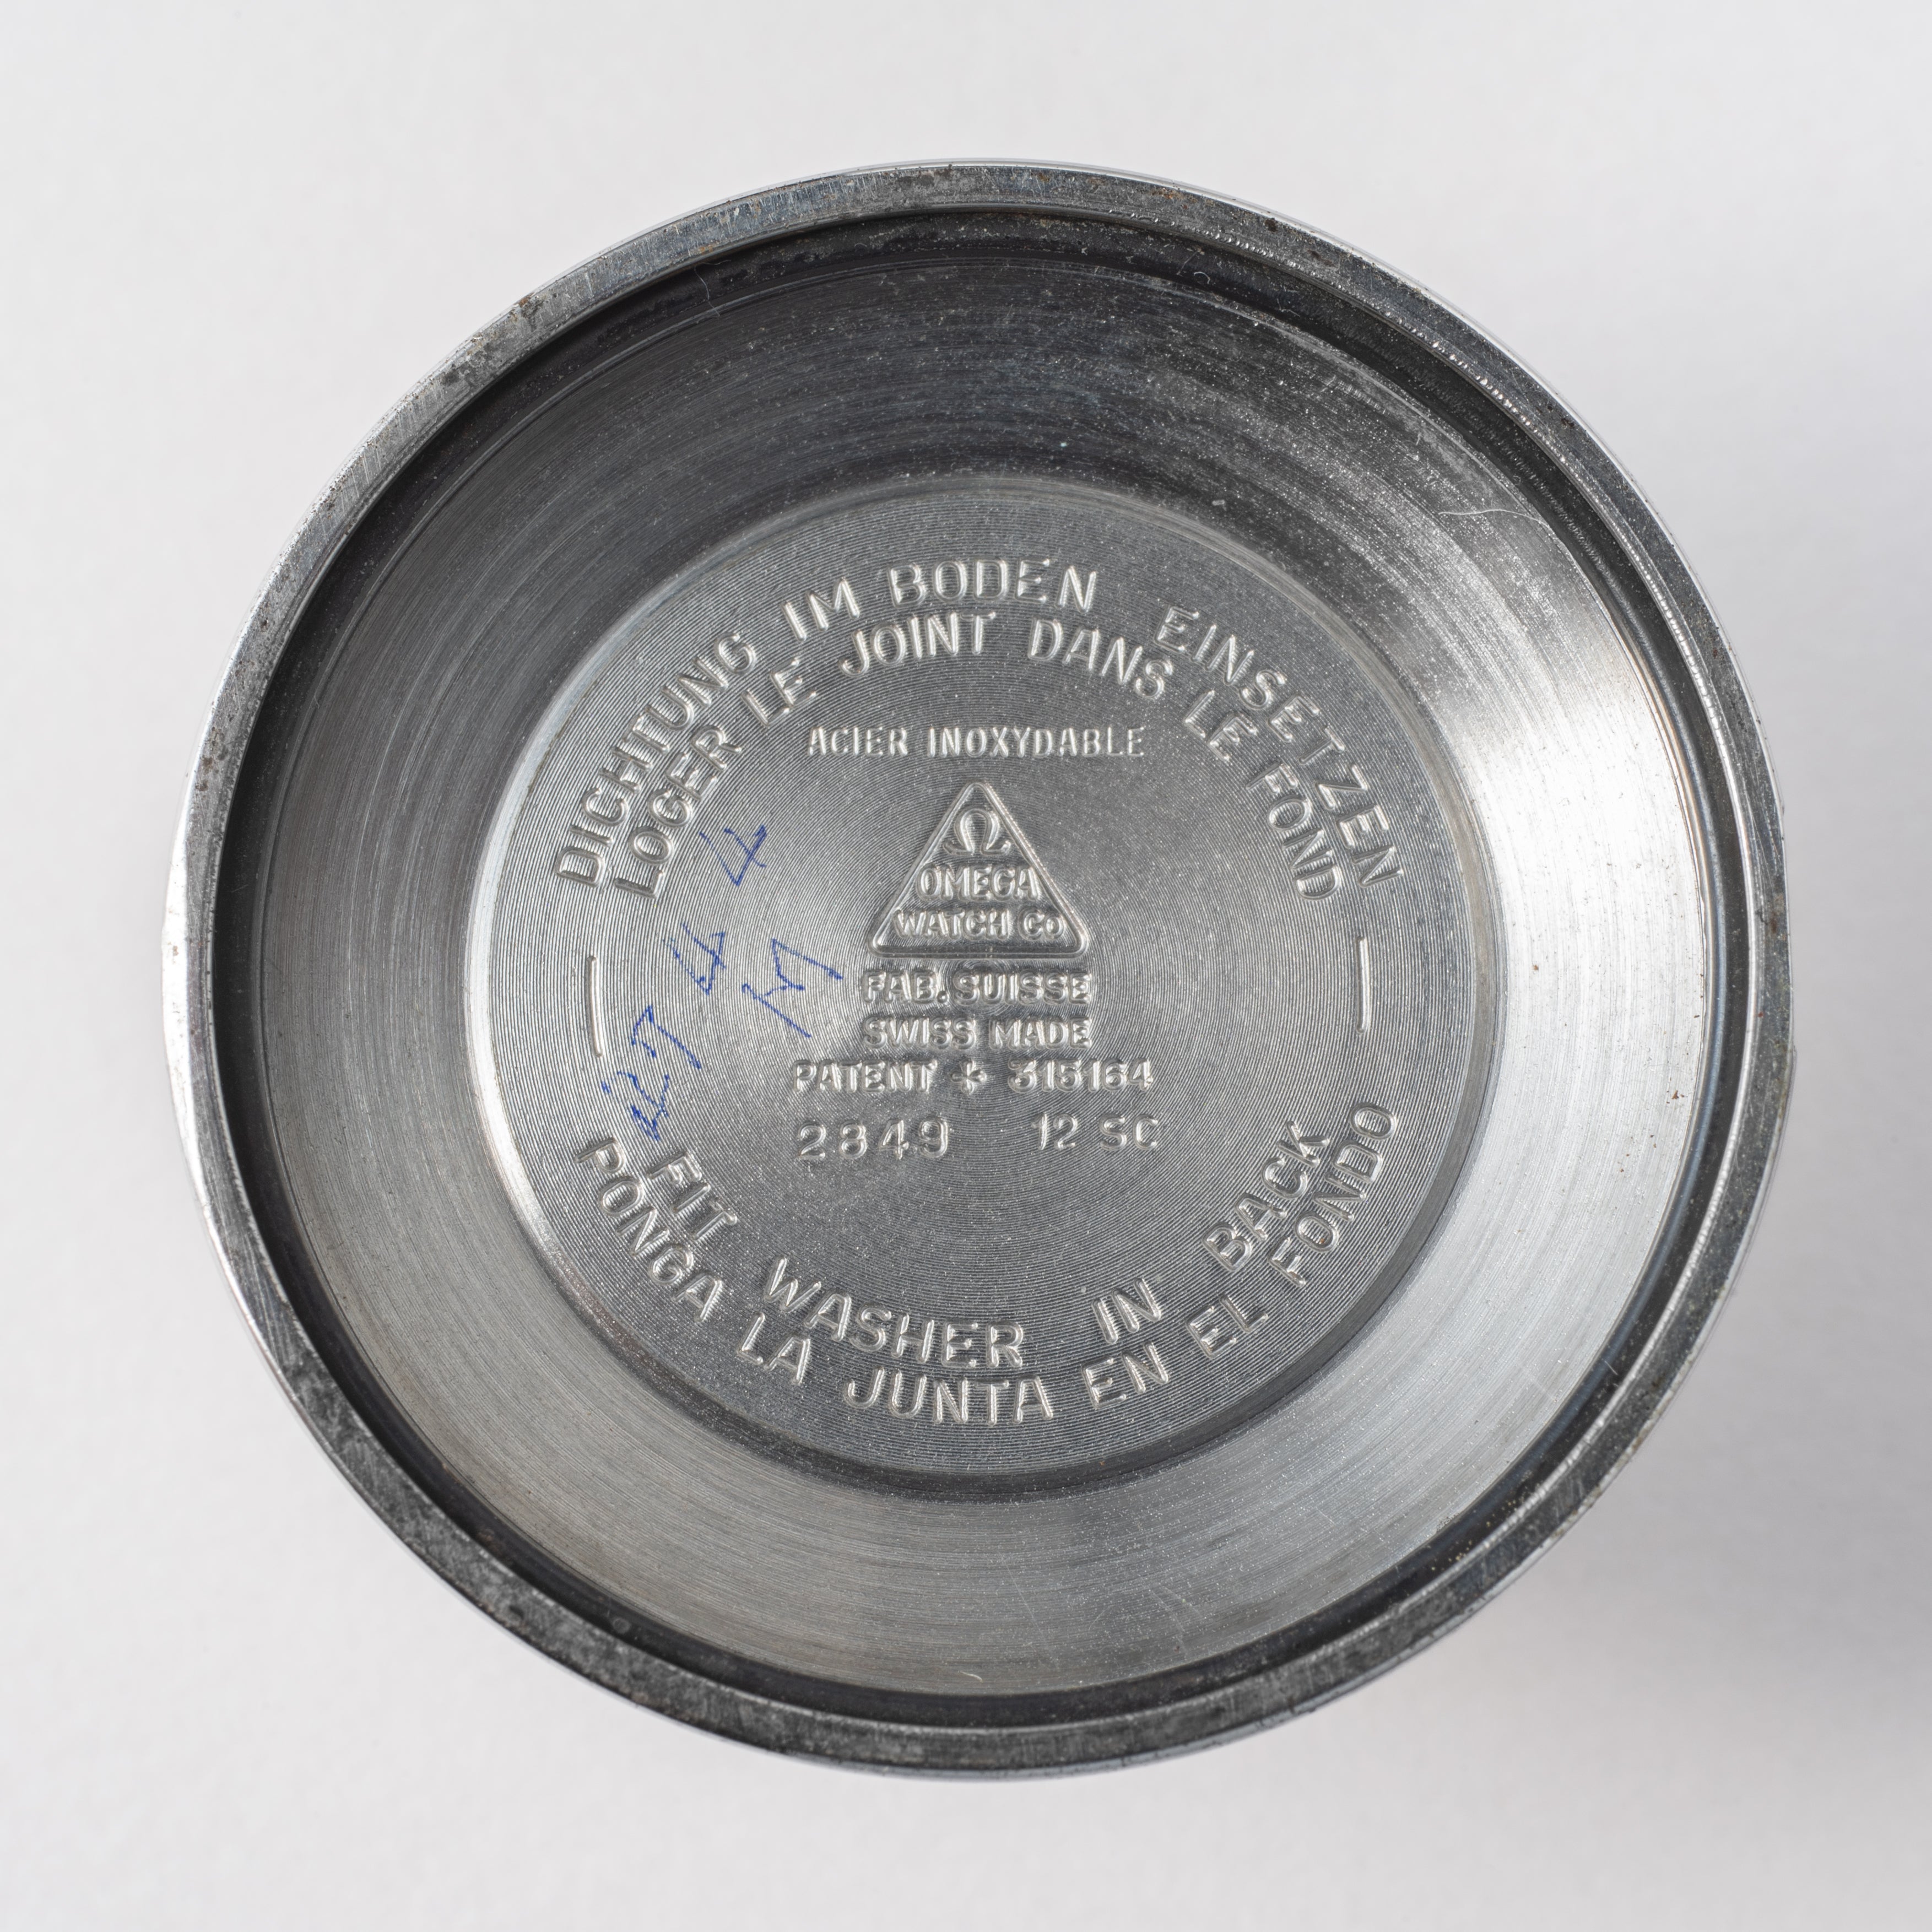 DICHTUNG IM BODEN EINSETZEN
LOGER LE JOINT DANS LE FOND
ACIER INOXYDABLE
Ω
OMEGA
WATCH Co
FAB. SUISSE
SWISS MADE
PATENT + 315164
2849 12 SC
FIT WASHER IN BACK
PONGA LA JUNTA EN EL FONDO